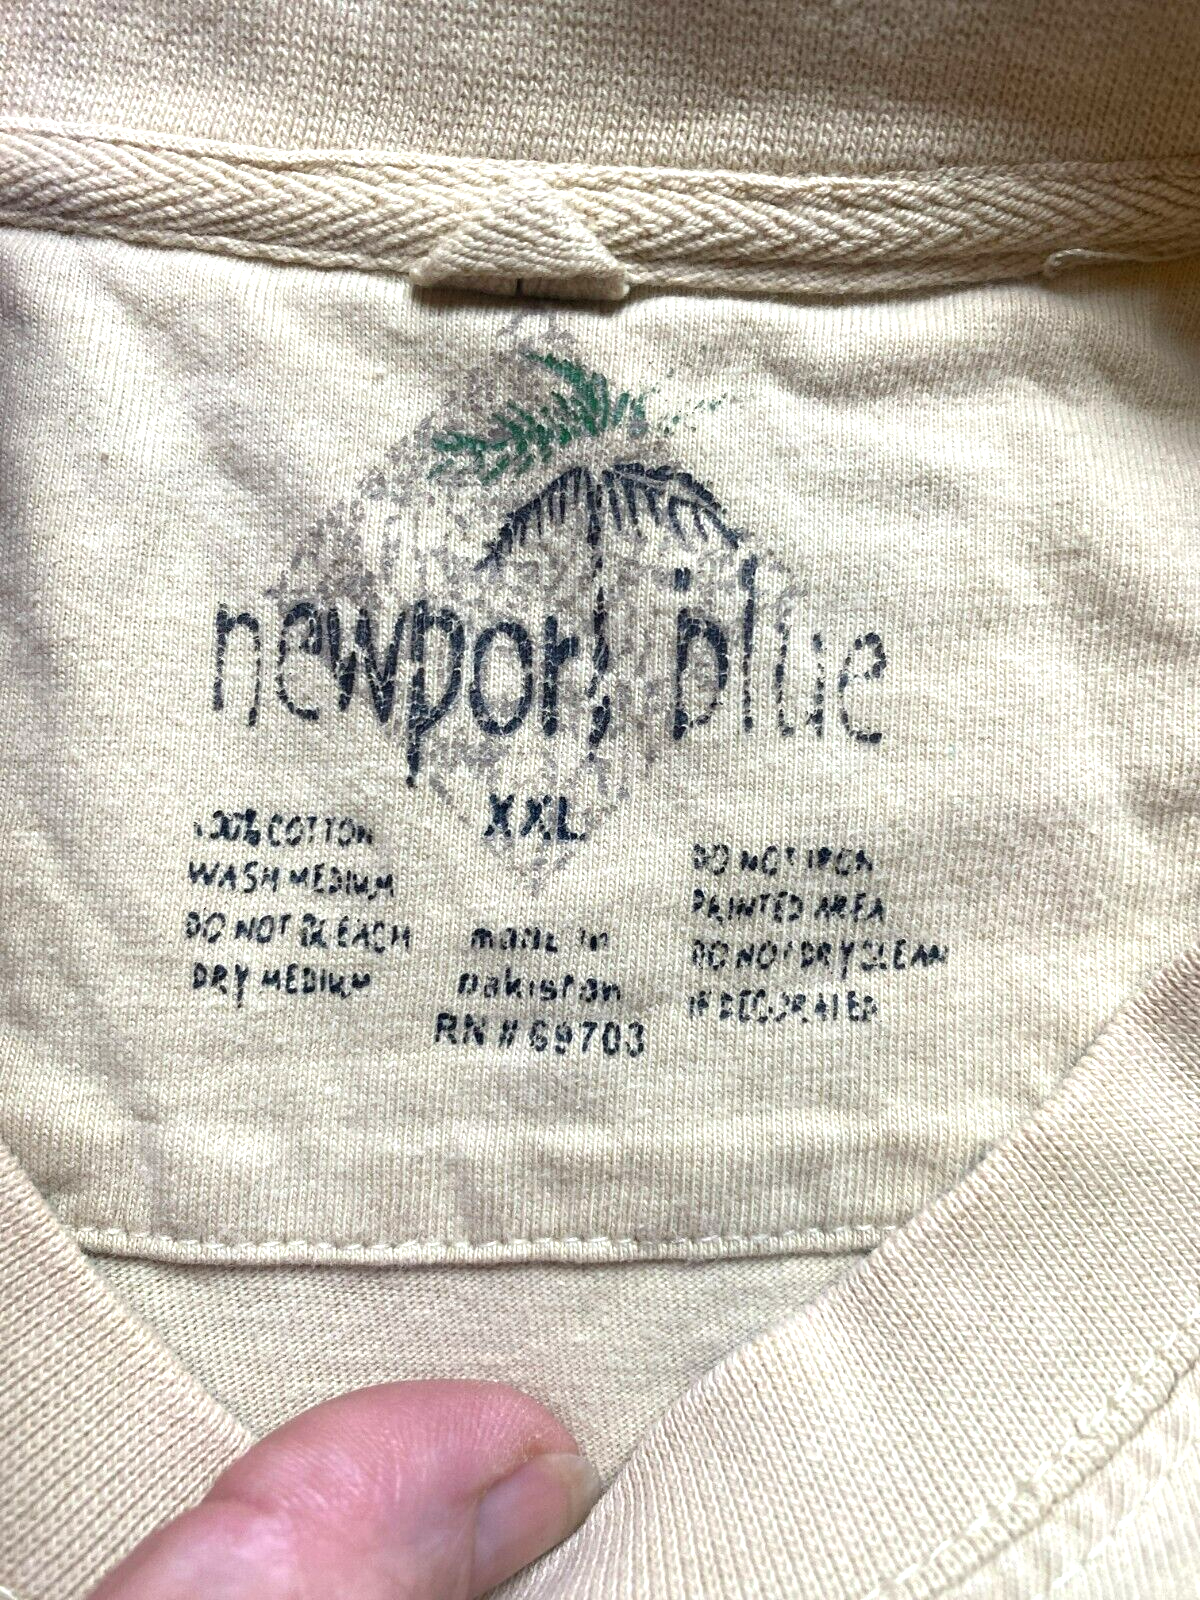 newport blue
XXL
100% COTTON
WASH MEDIUM
DO NOT BLEACH
DRY MEDIUM
made in
pakistan
RN # 69703
DO NOT IRON
PRINTED AREA
DO NOT DRY CLEAN
IF DECORATED